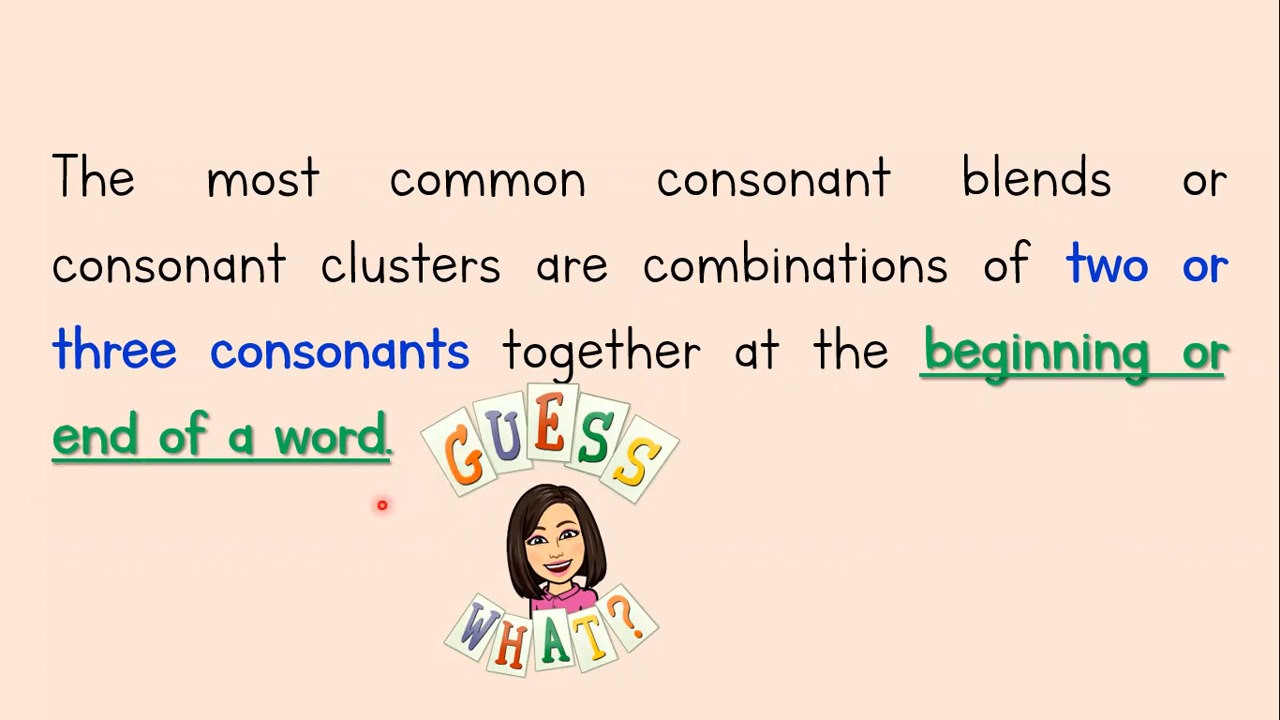 The most common consonant blends or
consonant clusters are combinations of two or
three consonants together at the beginning or
end of a word.
GUESS
WHAT?